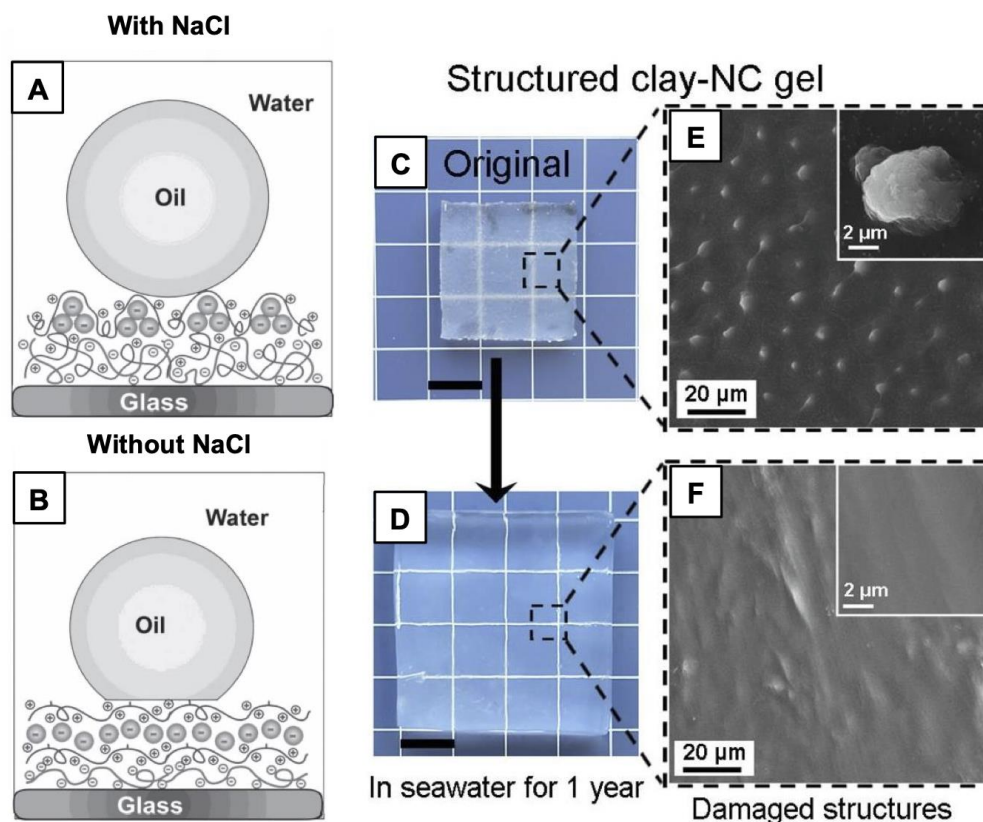 With NaCl
A
Water
Oil
Glass
Without NaCl
B
Water
Oil
Glass
Structured clay-NC gel
C
Original
D
In seawater for 1 year
E
2 µm
20 µm
F
2 µm
20 µm
Damaged structures